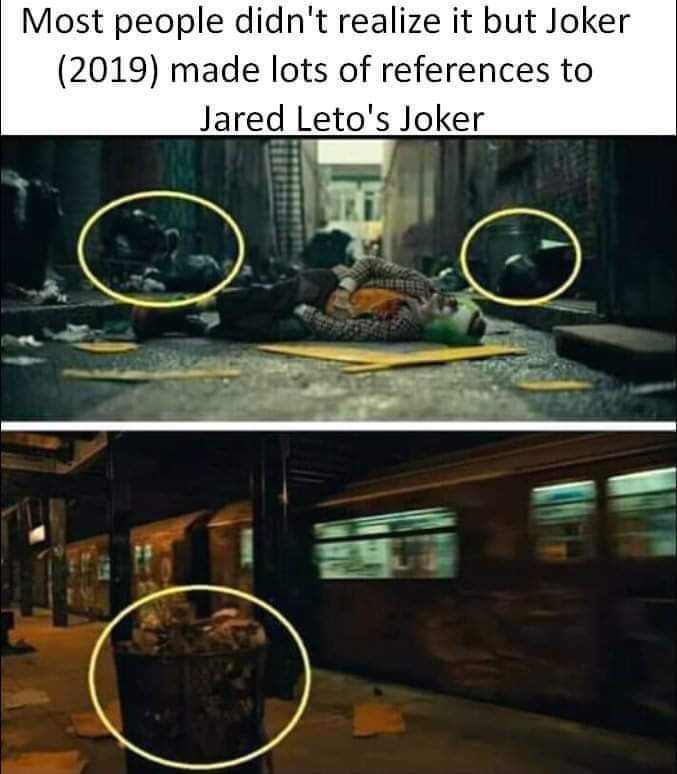 Most people didn't realize it but Joker
(2019) made lots of references to
Jared Leto's Joker